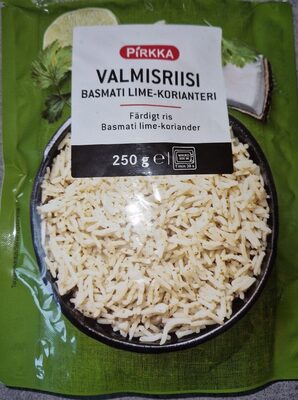 PIRKKA
VALMISRIISI
BASMATI LIME-KORIANTERI
Färdigt ris
Basmati lime-koriander
250 g ℮